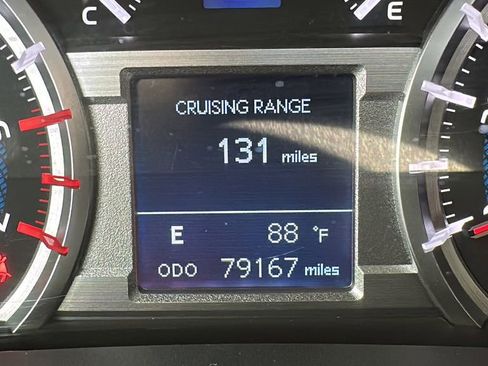 C E
CRUISING RANGE
131 miles
E 88 °F
ODO 79167 miles